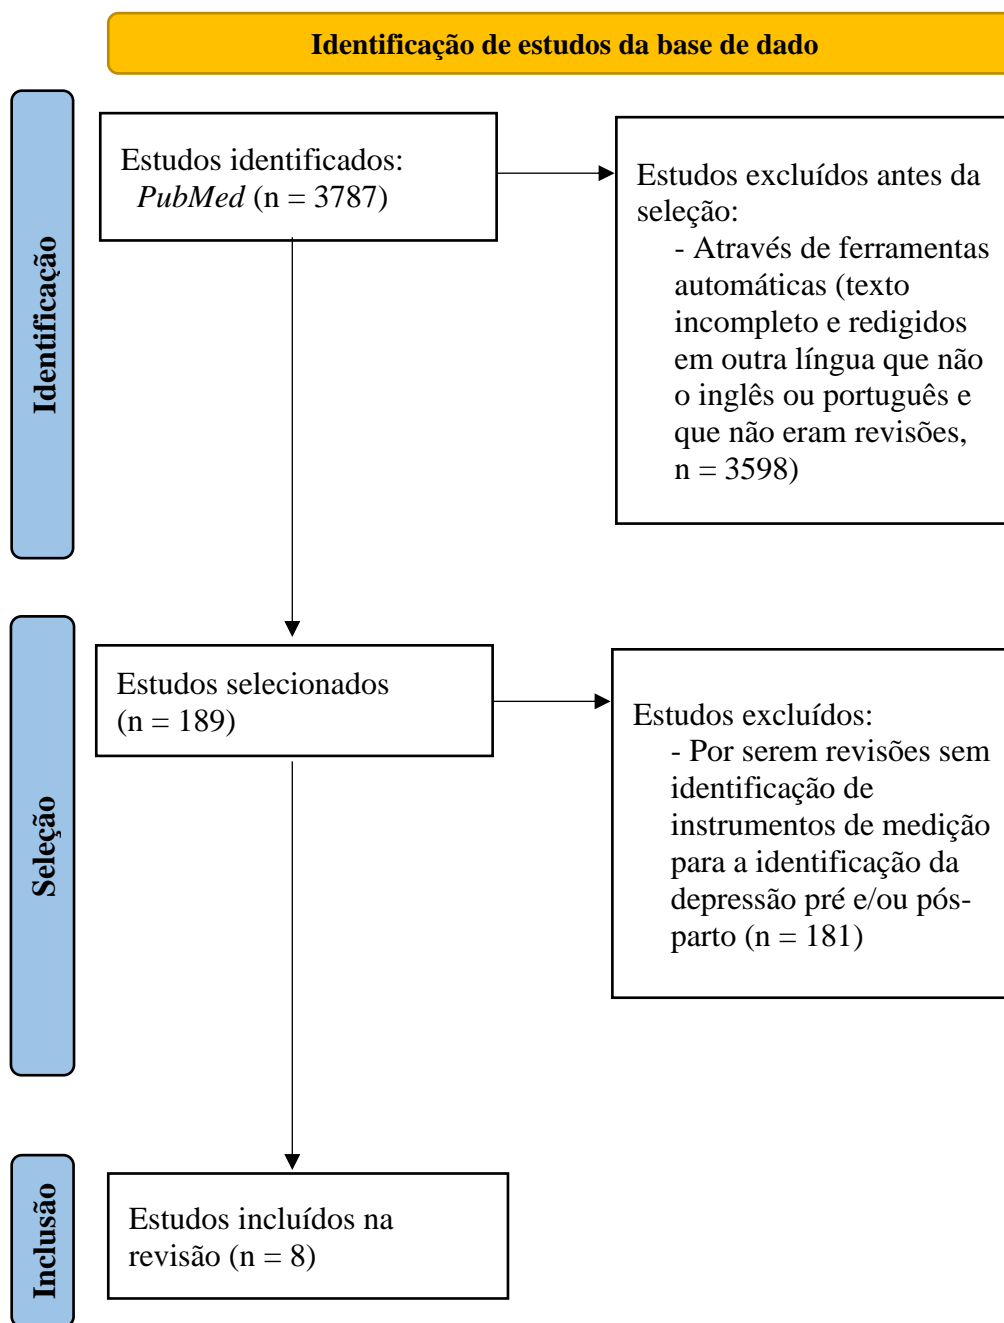 Identificação de estudos da base de dado
Identificação
Estudos identificados:
PubMed (n = 3787)
Estudos excluídos antes da
seleção:
- Através de ferramentas
automáticas (texto
incompleto e redigidos
em outra língua que não
o inglês ou português e
que não eram revisões,
n = 3598)
Seleção
Estudos selecionados
(n = 189)
Estudos excluídos:
- Por serem revisões sem
identificação de
instrumentos de medição
para a identificação da
depressão pré e/ou pós-
parto (n = 181)
Inclusão
Estudos incluídos na
revisão (n = 8)